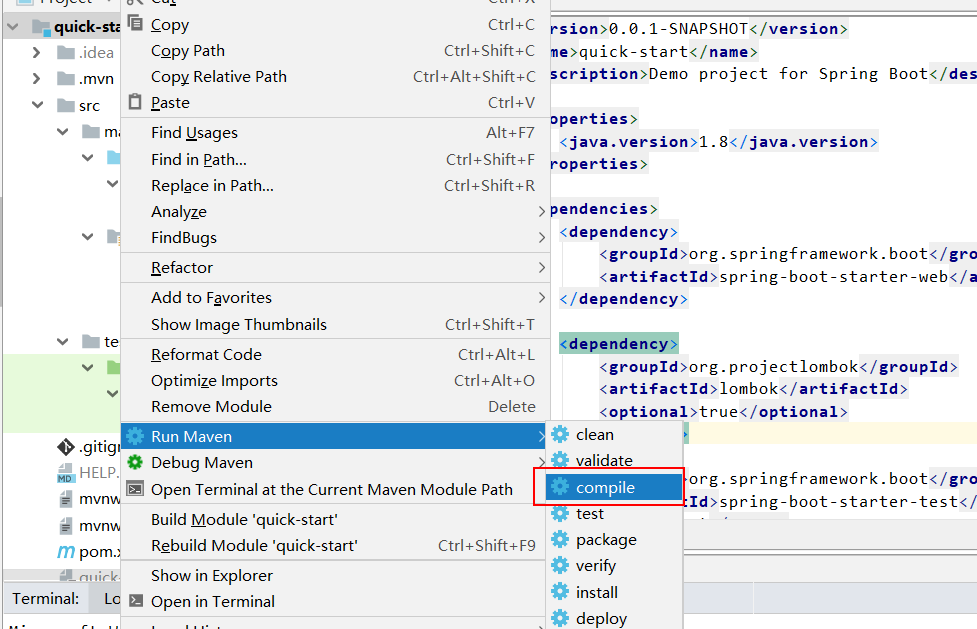 Project
Cut Ctrl+X
quick-sta
Copy Ctrl+C
.idea
Copy Path Ctrl+Shift+C
.mvn
Copy Relative Path Ctrl+Alt+Shift+C
src
Paste Ctrl+V
ma
Find Usages Alt+F7
Find in Path... Ctrl+Shift+F
Replace in Path... Ctrl+Shift+R
Analyze
FindBugs
Refactor
Add to Favorites
Show Image Thumbnails Ctrl+Shift+T
te
Reformat Code Ctrl+Alt+L
Optimize Imports Ctrl+Alt+O
Remove Module Delete
Run Maven
.gitign
Debug Maven
HELP.
Open Terminal at the Current Maven Module Path
mvnw
Build Module 'quick-start'
mvnw
Rebuild Module 'quick-start' Ctrl+Shift+F9
pom.x
Show in Explorer
quick-
Open in Terminal
Terminal:
Lo
clean
validate
compile
test
package
verify
install
deploy
rsion>0.0.1-SNAPSHOT</version>
me>quick-start</name>
scription>Demo project for Spring Boot</des
operties>
<java.version>1.8</java.version>
roperties>
pendencies>
<dependency>
<groupId>org.springframework.boot</gro
<artifactId>spring-boot-starter-web</a
</dependency>
<dependency>
<groupId>org.projectlombok</groupId>
<artifactId>lombok</artifactId>
<optional>true</optional>
>
org.springframework.boot</gro
tId>spring-boot-starter-test</